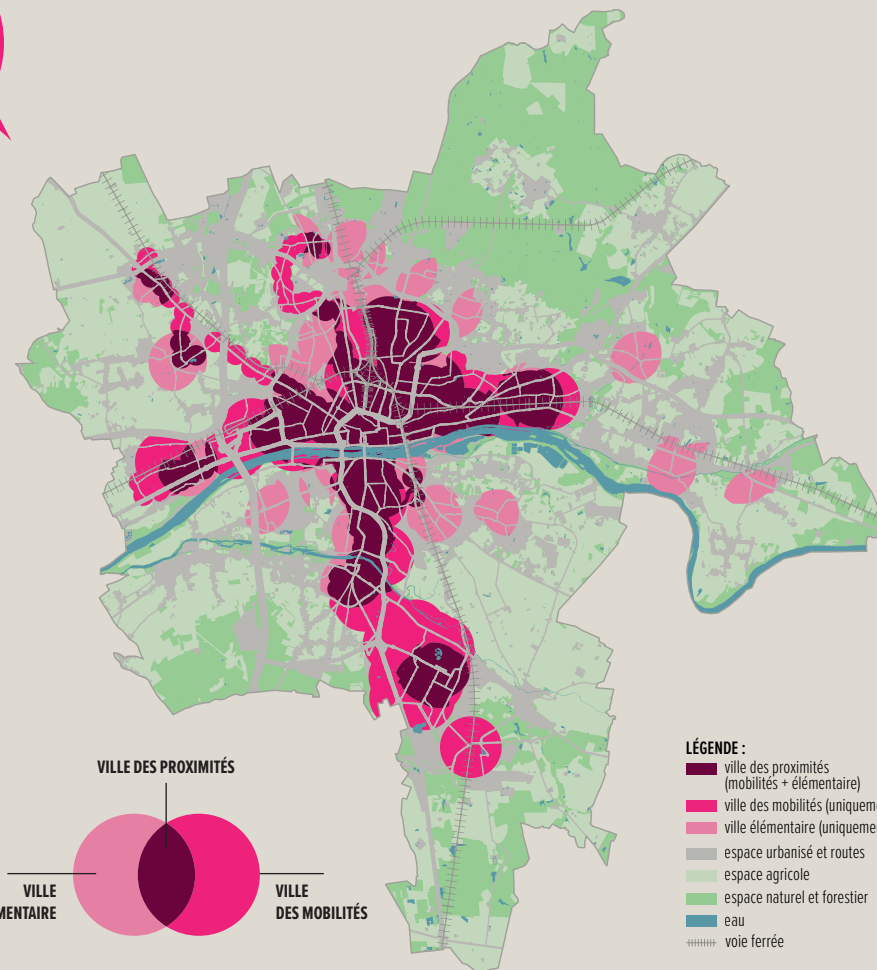 VILLE DES PROXIMITÉS
VILLE
MENTAIRE
VILLE
DES MOBILITÉS
LÉGENDE :
ville des proximités
(mobilités + élémentaire)
ville des mobilités (uniqueme
ville élémentaire (uniqueme
espace urbanisé et routes
espace agricole
espace naturel et forestier
eau
voie ferrée